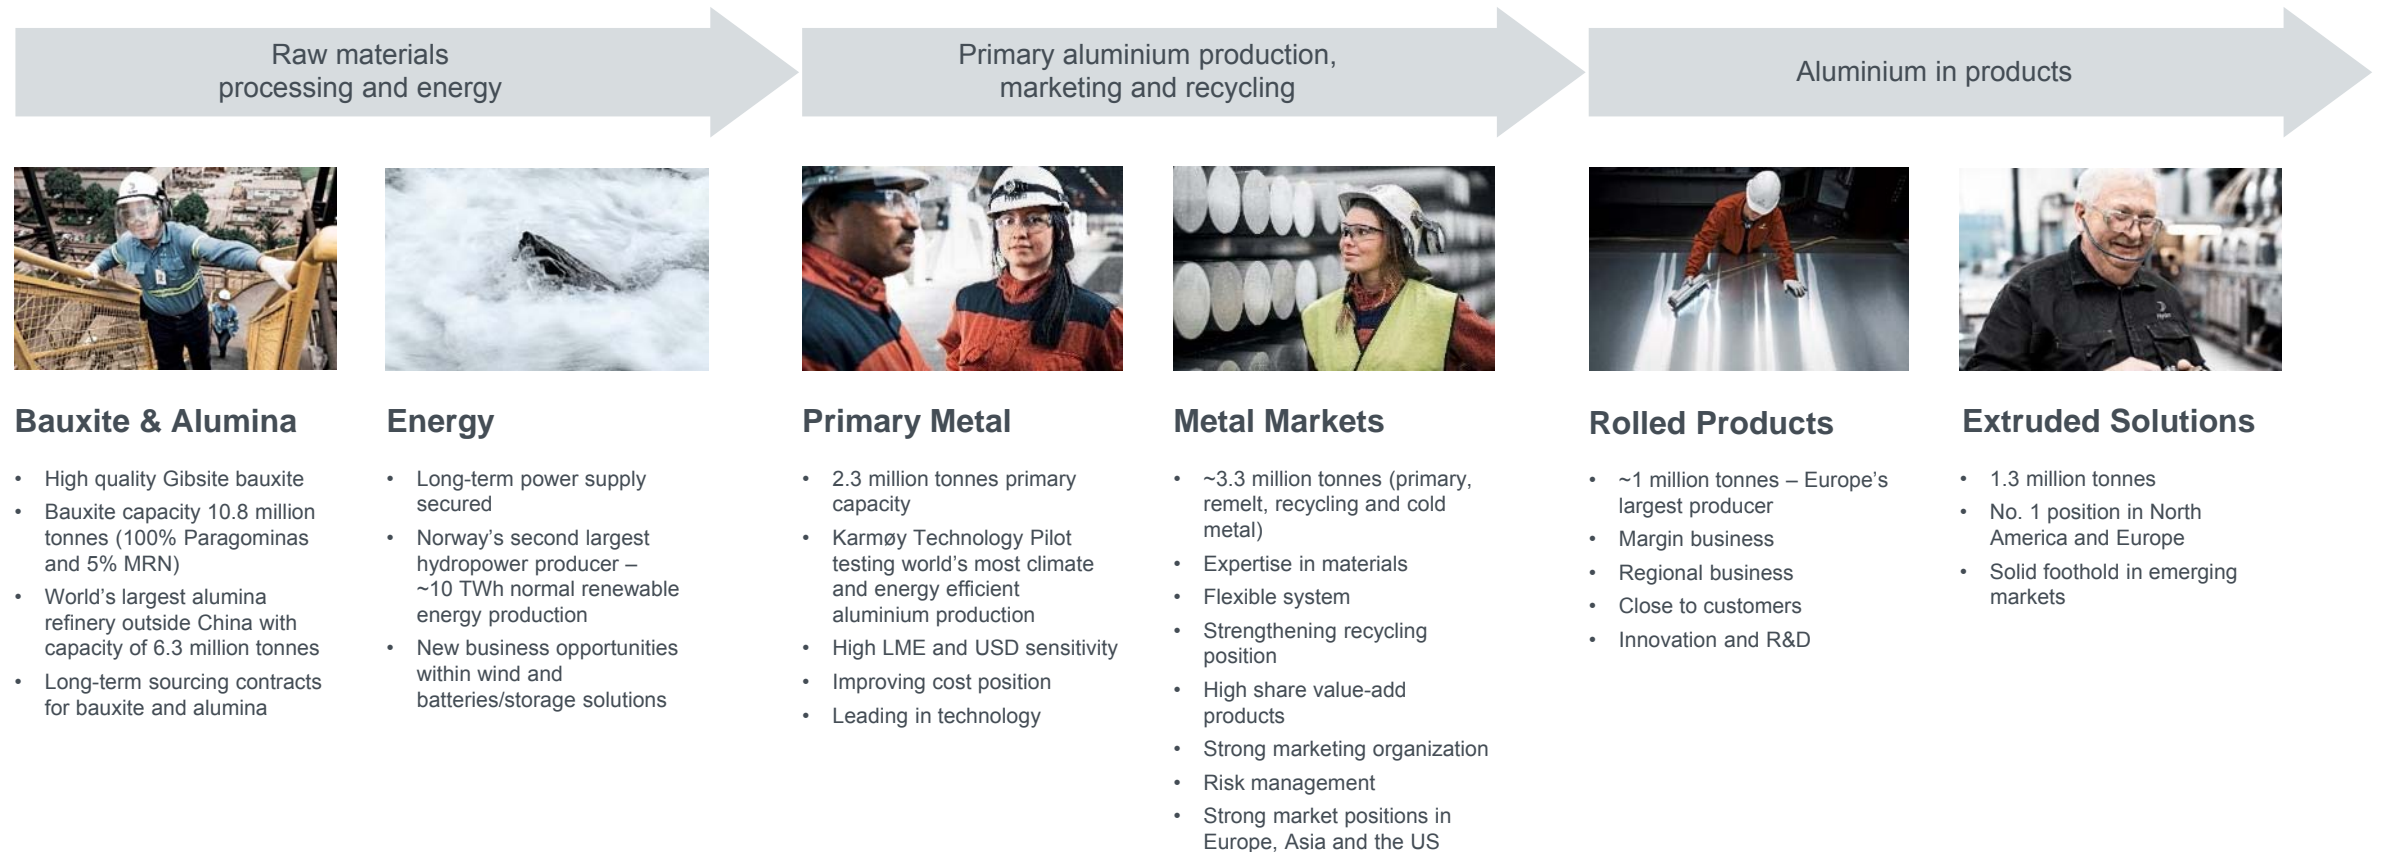 Raw materials
processing and energy
Primary aluminium production,
marketing and recycling
Aluminium in products
Bauxite & Alumina
• High quality Gibsite bauxite
• Bauxite capacity 10.8 million
tonnes (100% Paragominas
and 5% MRN)
• World’s largest alumina
refinery outside China with
capacity of 6.3 million tonnes
• Long-term sourcing contracts
for bauxite and alumina
Energy
• Long-term power supply
secured
• Norway’s second largest
hydropower producer –
~10 TWh normal renewable
energy production
• New business opportunities
within wind and
batteries/storage solutions
Primary Metal
• 2.3 million tonnes primary
capacity
• Karmøy Technology Pilot
testing world’s most climate
and energy efficient
aluminium production
• High LME and USD sensitivity
• Improving cost position
• Leading in technology
Metal Markets
• ~3.3 million tonnes (primary,
remelt, recycling and cold
metal)
• Expertise in materials
• Flexible system
• Strengthening recycling
position
• High share value-add
products
• Strong marketing organization
• Risk management
• Strong market positions in
Europe, Asia and the US
Rolled Products
• ~1 million tonnes – Europe’s
largest producer
• Margin business
• Regional business
• Close to customers
• Innovation and R&D
Extruded Solutions
• 1.3 million tonnes
• No. 1 position in North
America and Europe
• Solid foothold in emerging
markets